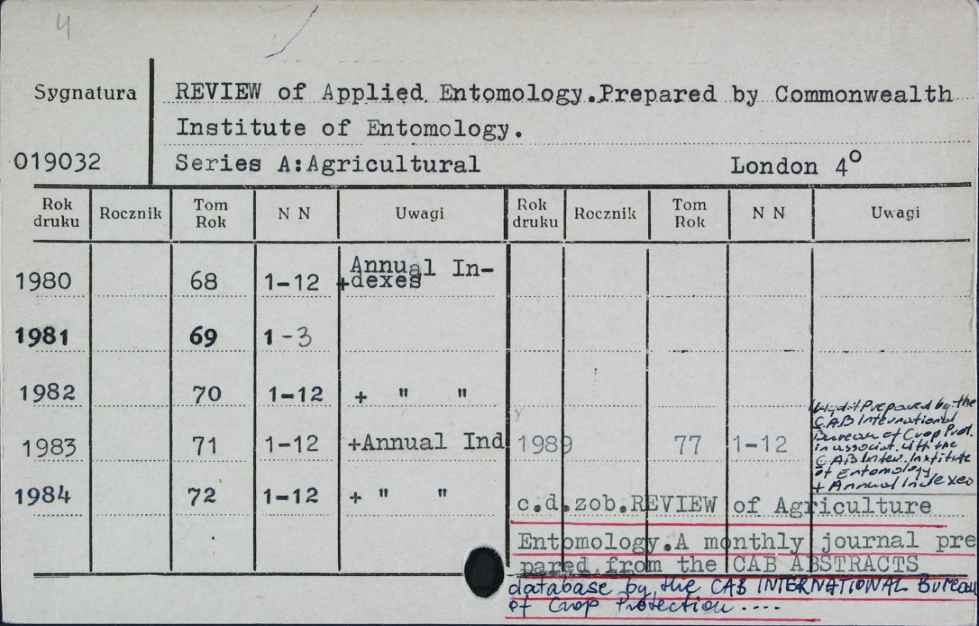 4
Sygnatura
REVIEW of Applied Entomology.Prepared by Commonwealth
Institute of Entomology.
019032
Series A:Agricultural London 4°
Rok druku Rocznik Tom Rok N N Uwagi Rok druku Rocznik Tom Rok N N Uwagi
1980 68 1-12 +Annual In-
dexes
1981 69 1-3
1982 70 1-12 + " "
1983 71 1-12 +Annual Ind
1984 72 1-12 + " "
1989 77 1-12
Prepared by the
CAB International
Bureau of Crop Prot.
in associat. with the
CAB Inter. Institute
of Entomology
+ Annual Indexes
c.d.zob.REVIEW of Agriculture
Entomology.A monthly journal pre
pared from the CAB ABSTRACTS
database by the CAB INTERNATIONAL Bureau
of Crop Protection ....